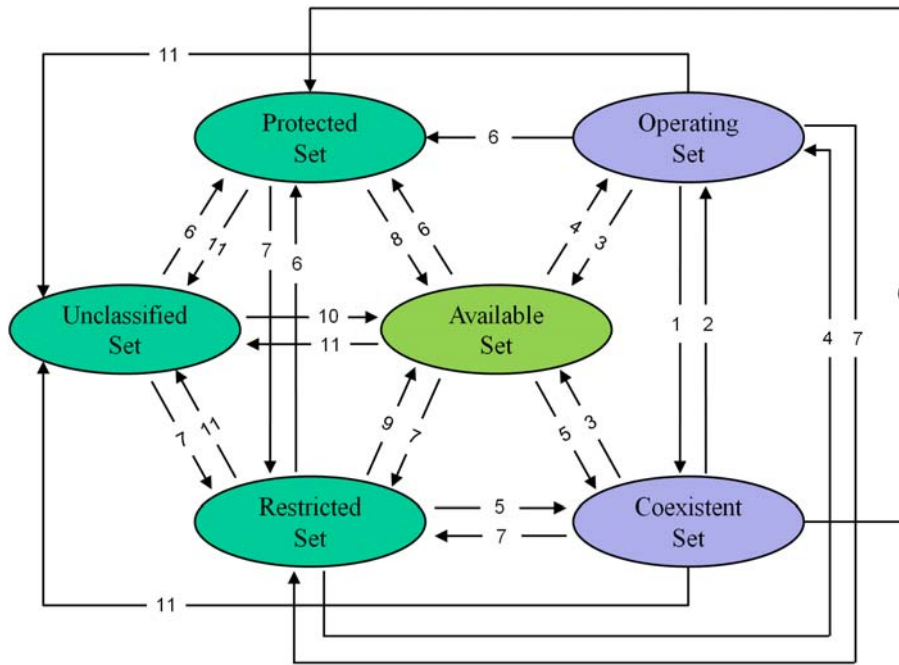 11
Protected
Set
Operating
Set
6
6
11
7
6
8
6
4
3
Unclassified
Set
10
11
Available
Set
1
2
4
7
7
11
9
7
5
3
Restricted
Set
5
7
Coexistent
Set
11